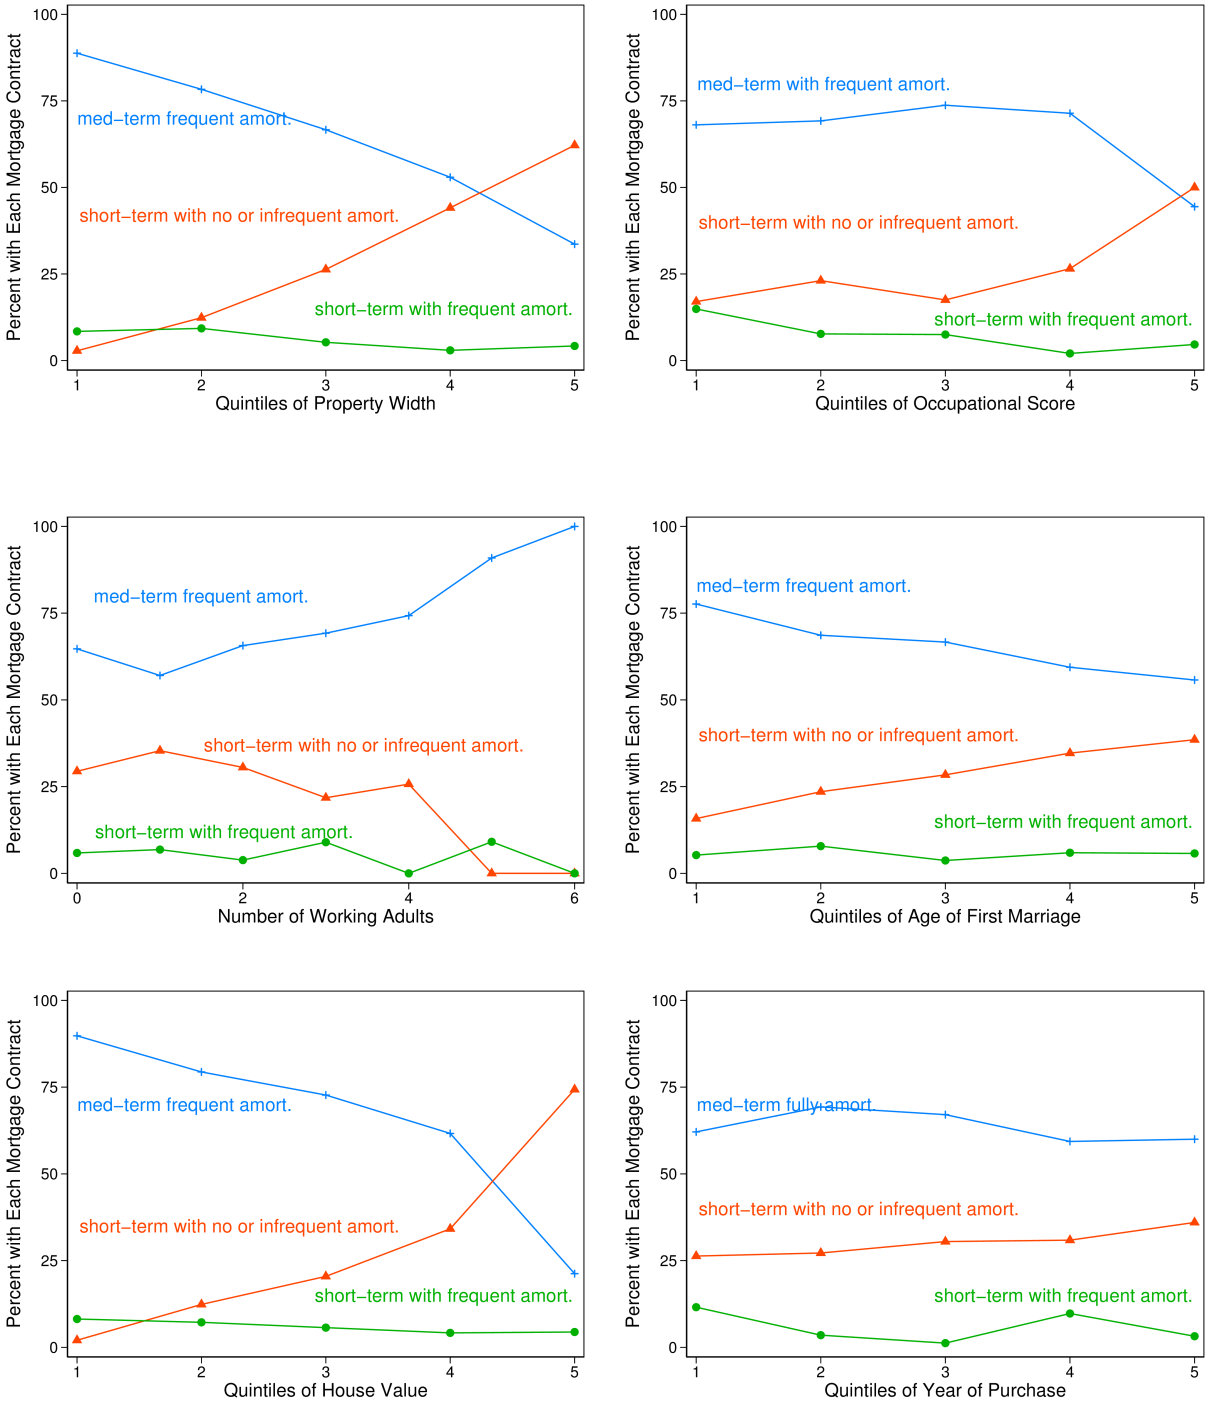 Percent with Each Mortgage Contract
100
75
50
25
0
med−term frequent amort.
short−term with no or infrequent amort.
short−term with frequent amort.
1 2 3 4 5
Quintiles of Property Width
Percent with Each Mortgage Contract
100
75
50
25
0
med−term with frequent amort.
short−term with no or infrequent amort.
short−term with frequent amort.
1 2 3 4 5
Quintiles of Occupational Score
Percent with Each Mortgage Contract
100
75
50
25
0
med−term frequent amort.
short−term with no or infrequent amort.
short−term with frequent amort.
0 2 4 6
Number of Working Adults
Percent with Each Mortgage Contract
100
75
50
25
0
med−term frequent amort.
short−term with no or infrequent amort.
short−term with frequent amort.
1 2 3 4 5
Quintiles of Age of First Marriage
Percent with Each Mortgage Contract
100
75
50
25
0
med−term frequent amort.
short−term with no or infrequent amort.
short−term with frequent amort.
1 2 3 4 5
Quintiles of House Value
Percent with Each Mortgage Contract
100
75
50
25
0
med−term fully amort.
short−term with no or infrequent amort.
short−term with frequent amort.
1 2 3 4 5
Quintiles of Year of Purchase